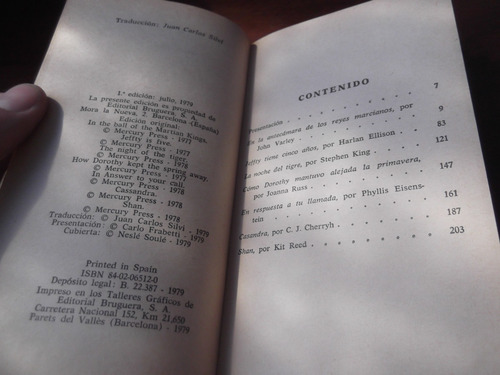 Traducción: Juan Carlos Silvi
1.ª edición: julio, 1979
La presente edición es propiedad de
Editorial Bruguera, S. A.
Mora la Nueva, 2. Barcelona (España)
Edición original:
In the ball of the Martian Kings.
© Mercury Press - 1977
Jeffty is five.
© Mercury Press - 1977
The night of the tiger.
© Mercury Press - 1978
How Dorothy kept the spring away.
© Mercury Press - 1977
In Answer to your call.
© Mercury Press - 1978
Cassandra.
© Mercury Press - 1978
Shan.
© Mercury Press - 1978
Traducción: © Juan Carlos Silvi - 1979
Presentación: © Carlo Frabetti - 1979
Cubierta: © Neslé Soulé - 1979
Printed in Spain
ISBN 84-02-06512-0
Depósito legal: B. 22.387 - 1979
Impreso en los Talleres Gráficos de
Editorial Bruguera, S. A.
Carretera Nacional 152, Km 21,650
Parets del Vallès (Barcelona) - 1979
CONTENIDO
Presentación . . . . . . . . 7
En la autocámara de los reyes marcianos, por
John Varley . . . . . . . . 9
Jeffty tiene cinco años, por Harlan Ellison . 83
La noche del tigre, por Stephen King . . . 121
Como Dorothy mantuvo alejada la primavera,
por Joanna Russ . . . . . . . . 147
En respuesta a tu llamada, por Phyllis Eisens-
tein . . . . . . . . 161
Casandra, por C. J. Cherryh . . . . . 187
Shan, por Kit Reed . . . . . . . . 203